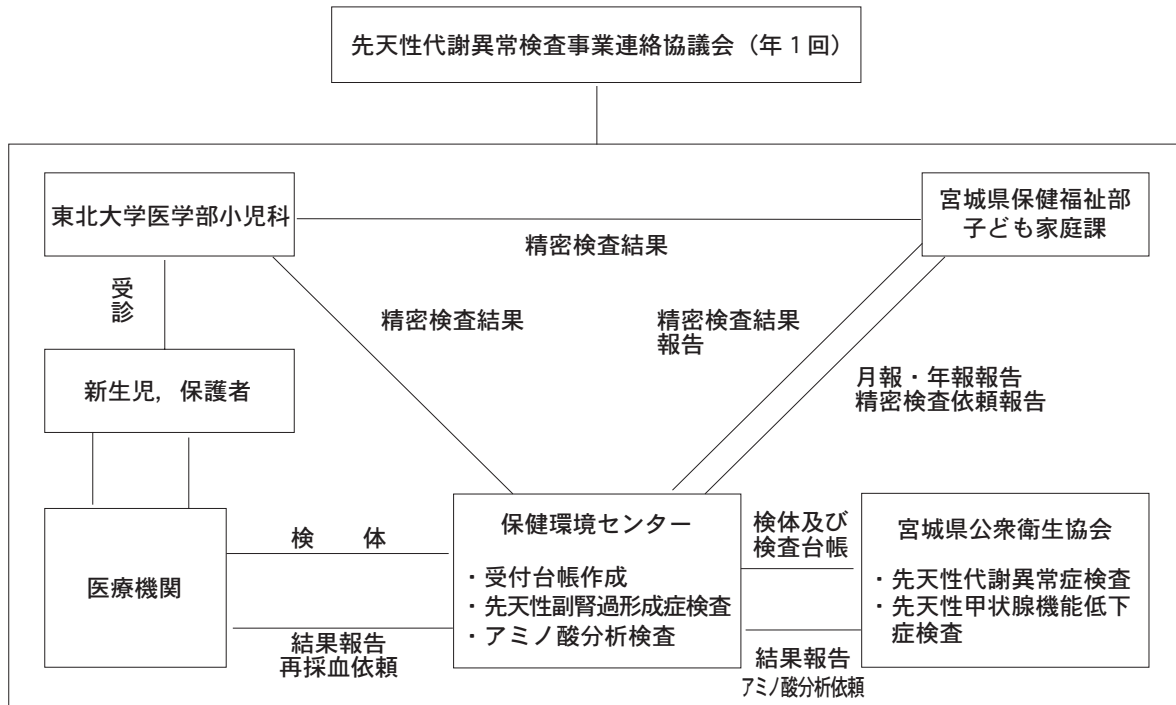 先天性代謝異常検査事業連絡協議会（年１回）
東北大学医学部小児科
宮城県保健福祉部
子ども家庭課
精密検査結果
受診
精密検査結果
精密検査結果
報告
新生児，保護者
月報・年報報告
精密検査依頼報告
医療機関
検　体
保健環境センター
・受付台帳作成
・先天性副腎過形成症検査
・アミノ酸分析検査
検体及び
検査台帳
宮城県公衆衛生協会
・先天性代謝異常症検査
・先天性甲状腺機能低下
症検査
結果報告
再採血依頼
結果報告
アミノ酸分析依頼